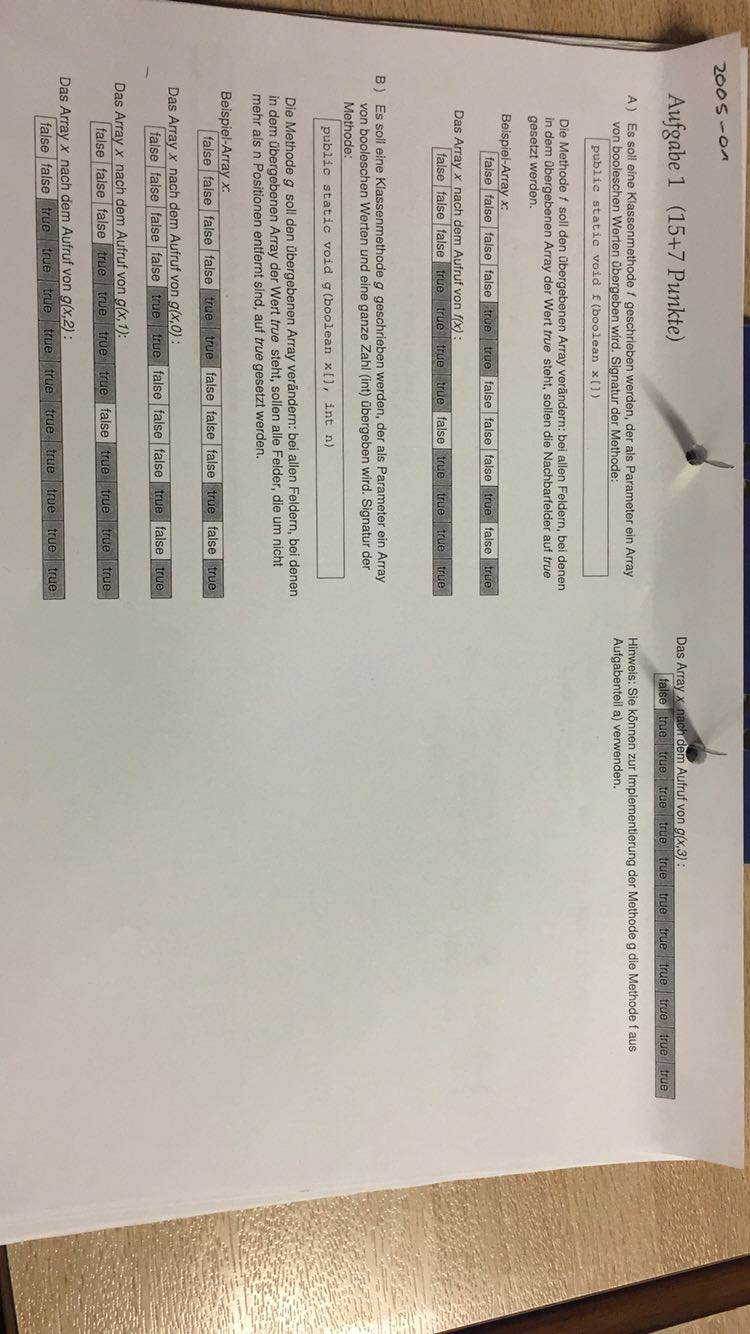 2005-01
Aufgabe 1 (15+7 Punkte)
A ) Es soll eine Klassenmethode f geschrieben werden, der als Parameter ein Array
von booleschen Werten übergeben wird. Signatur der Methode:
public static void f(boolean x[])
Die Methode f soll den übergebenen Array verändern: bei allen Feldern, bei denen
in dem übergebenen Array der Wert true steht, sollen die Nachbarfelder auf true
gesetzt werden.
Beispiel-Array x:
false false false false true true false false false true false true
Das Array x nach dem Aufruf von f(x) :
false false false true true true true false true true true true
B ) Es soll eine Klassenmethode g geschrieben werden, der als Parameter ein Array
von booleschen Werten und eine ganze Zahl (int) übergeben wird. Signatur der
Methode:
public static void g(boolean x[], int n)
Die Methode g soll den übergebenen Array verändern: bei allen Feldern, bei denen
in dem übergebenen Array der Wert true steht, sollen alle Felder, die um nicht
mehr als n Positionen entfernt sind, auf true gesetzt werden.
Beispiel-Array x:
false false false false true true false false false true false true
Das Array x nach dem Aufruf von g(x,0) :
false false false false true true false false false true false true
Das Array x nach dem Aufruf von g(x,1):
false false false true true true true false true true true true
Das Array x nach dem Aufruf von g(x,2) :
false false true true true true true true true true true true
Das Array x nach dem Aufruf von g(x,3) :
false true true true true true true true true true true true
Hinweis: Sie können zur Implementierung der Methode g die Methode f aus
Aufgabenteil a) verwenden.